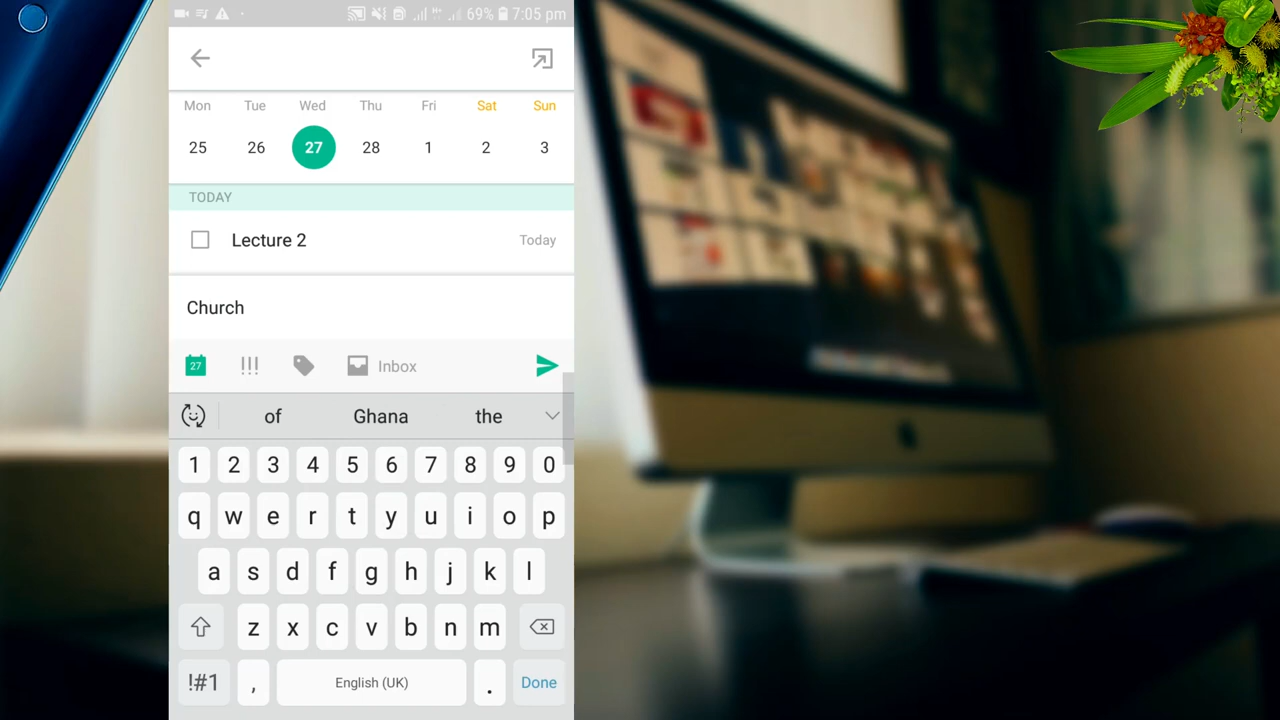 69% 7:05 pm
Mon Tue Wed Thu Fri Sat Sun
25 26 27 28 1 2 3
TODAY
Lecture 2 Today
Church
27 !!! Inbox
of Ghana the
1 2 3 4 5 6 7 8 9 0
q w e r t y u i o p
a s d f g h j k l
z x c v b n m
!#1 , English (UK) . Done